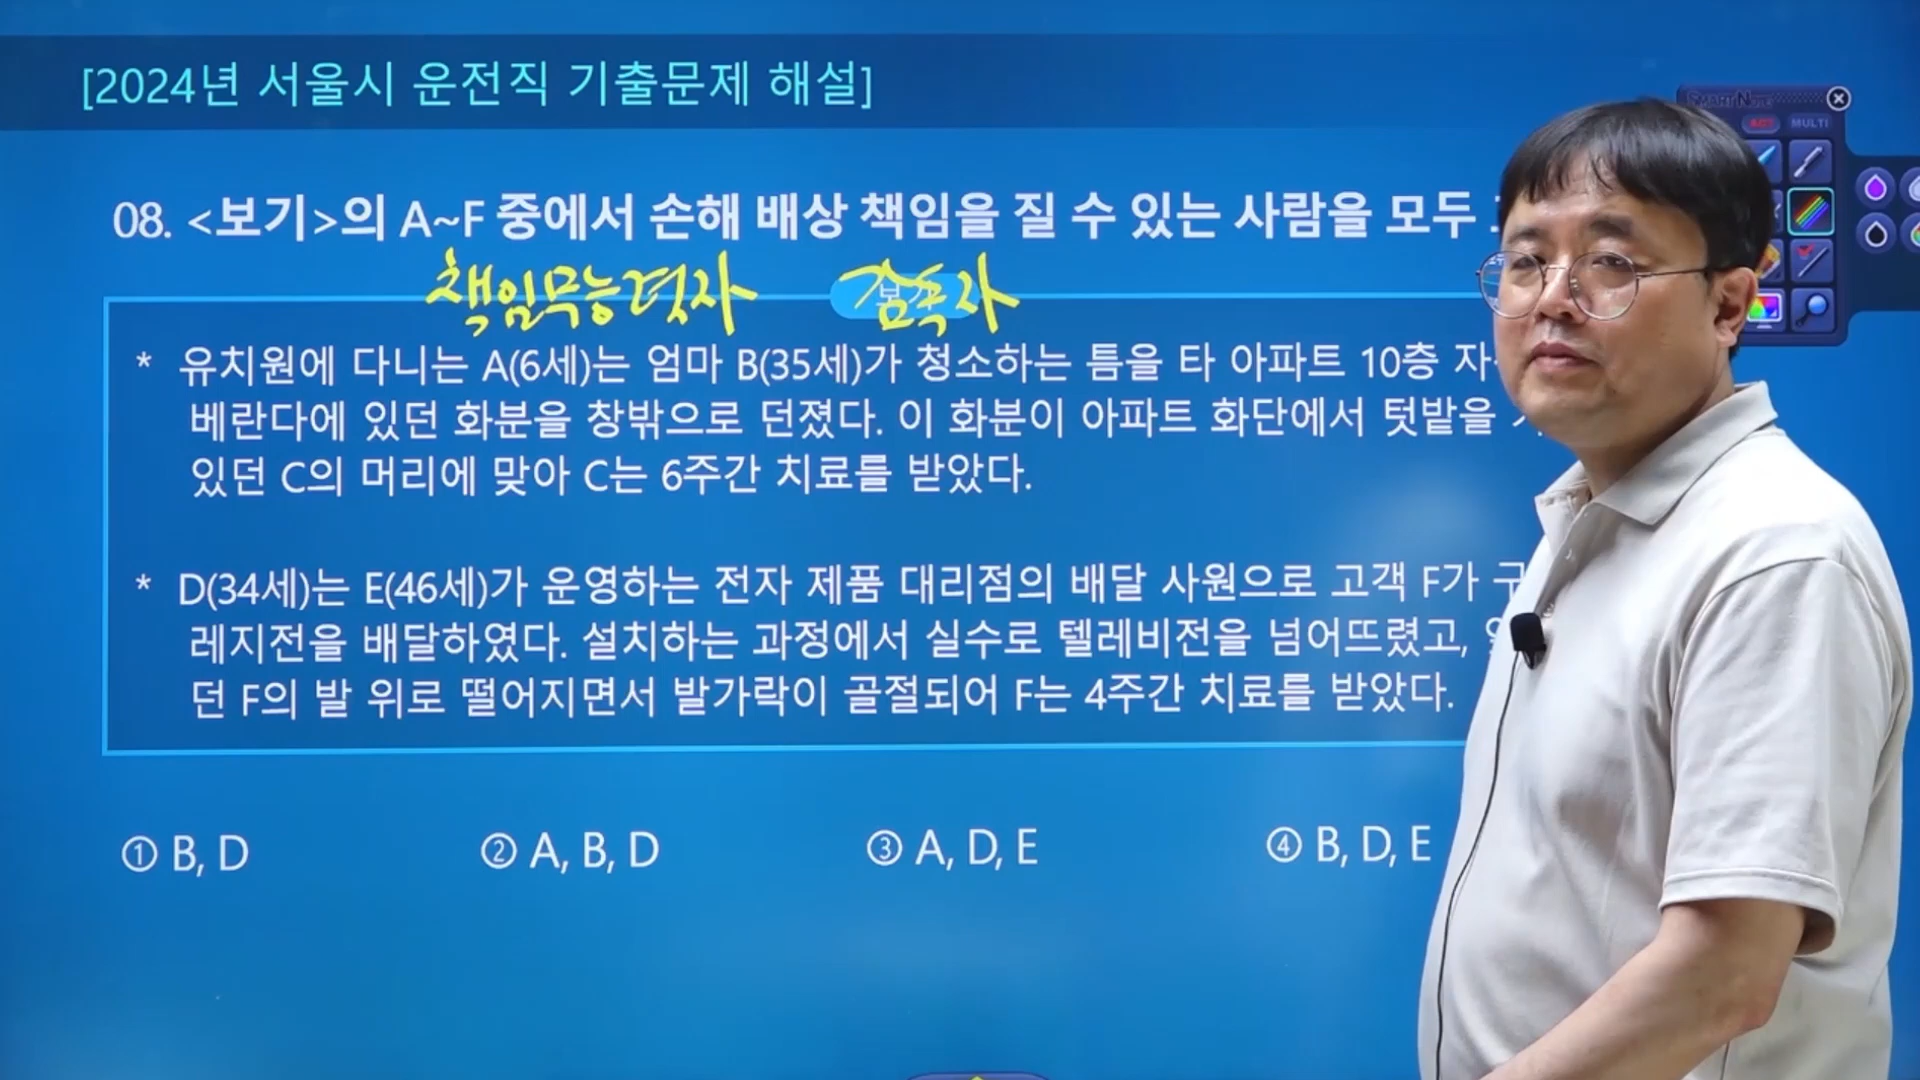 [2024년 서울시 운전직 기출문제 해설]
SMART NOTE
ACT MULTI
08. <보기>의 A~F 중에서 손해 배상 책임을 질 수 있는 사람을 모두
책임무능력자 감독자
* 유치원에 다니는 A(6세)는 엄마 B(35세)가 청소하는 틈을 타 아파트 10층
베란다에 있던 화분을 창밖으로 던졌다. 이 화분이 아파트 화단에서 텃밭을
있던 C의 머리에 맞아 C는 6주간 치료를 받았다.
* D(34세)는 E(46세)가 운영하는 전자 제품 대리점의 배달 사원으로 고객 F가
레지전을 배달하였다. 설치하는 과정에서 실수로 텔레비전을 넘어뜨렸고,
던 F의 발 위로 떨어지면서 발가락이 골절되어 F는 4주간 치료를 받았다.
① B, D ② A, B, D ③ A, D, E ④ B, D, E